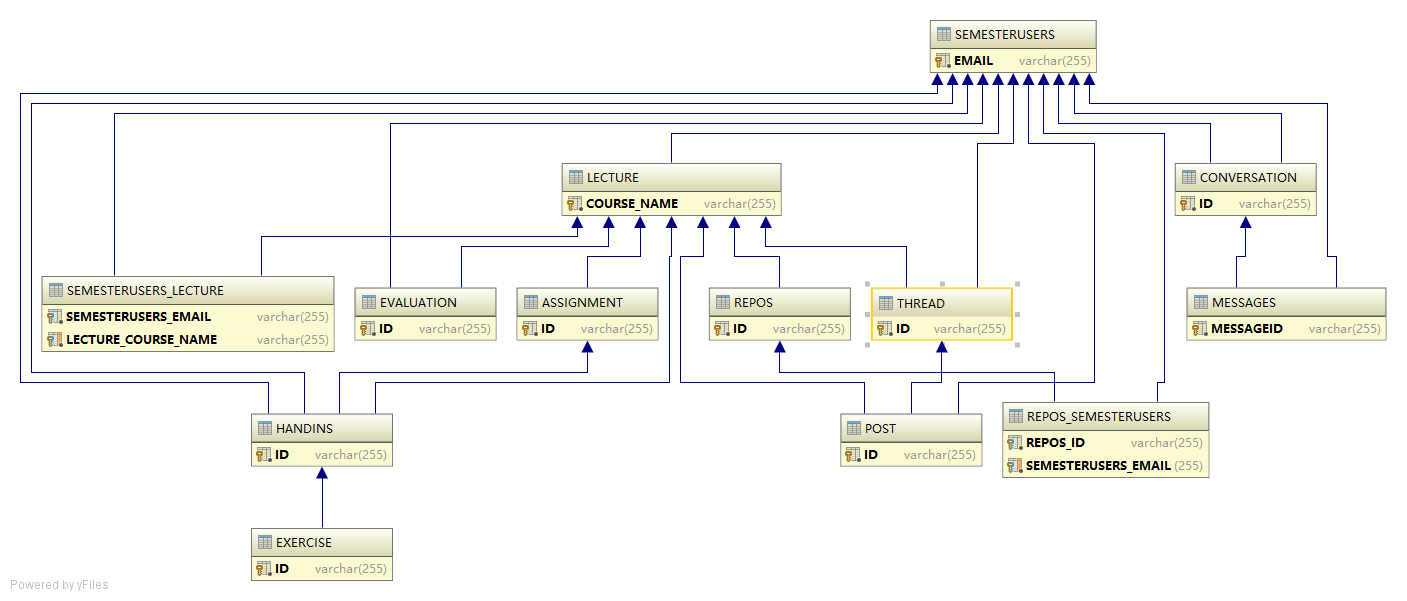 SEMESTERUSERS
EMAIL varchar(255)
LECTURE
COURSE_NAME varchar(255)
CONVERSATION
ID varchar(255)
SEMESTERUSERS_LECTURE
SEMESTERUSERS_EMAIL varchar(255)
LECTURE_COURSE_NAME varchar(255)
EVALUATION
ID varchar(255)
ASSIGNMENT
ID varchar(255)
REPOS
ID varchar(255)
THREAD
ID varchar(255)
MESSAGES
MESSAGEID varchar(255)
HANDINS
ID varchar(255)
POST
ID varchar(255)
REPOS_SEMESTERUSERS
REPOS_ID varchar(255)
SEMESTERUSERS_EMAIL (255)
EXERCISE
ID varchar(255)
Powered by yFiles